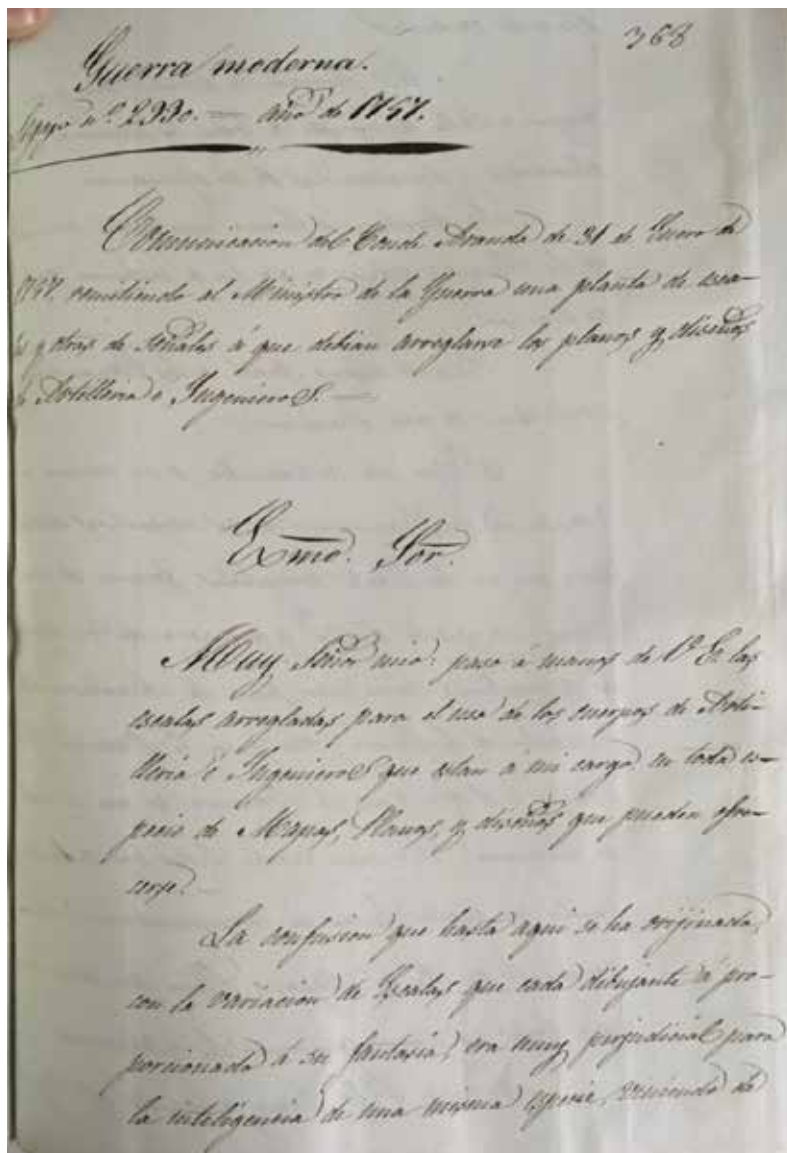 368
Guerra moderna.
Legajo nº 2990. — año de 1757.
Comunicacion del Conde Aranda de 31 de Enero de
1757 remitiendo al Ministro de la Guerra una planta de esca-
las y otras de señales á que debian arreglarse los planos y diseños
de Artilleria é Ingenieros. —
Exmo. Sor.
Muy Señor mio: paso á manos de V. E. las
escalas arregladas para el uso de los cuerpos de Arti-
lleria é Ingenieros que estan á mi cargo en toda es-
pecie de Mapas, Planos, y diseños que pueden ofre-
cerse.
La confusion que hasta aqui se ha orijinado,
con la variacion de Escalas que cada dibujante á pro-
porcionado á su fantasia, era muy perjudicial para
la inteligencia de una misma especie, viniendo de